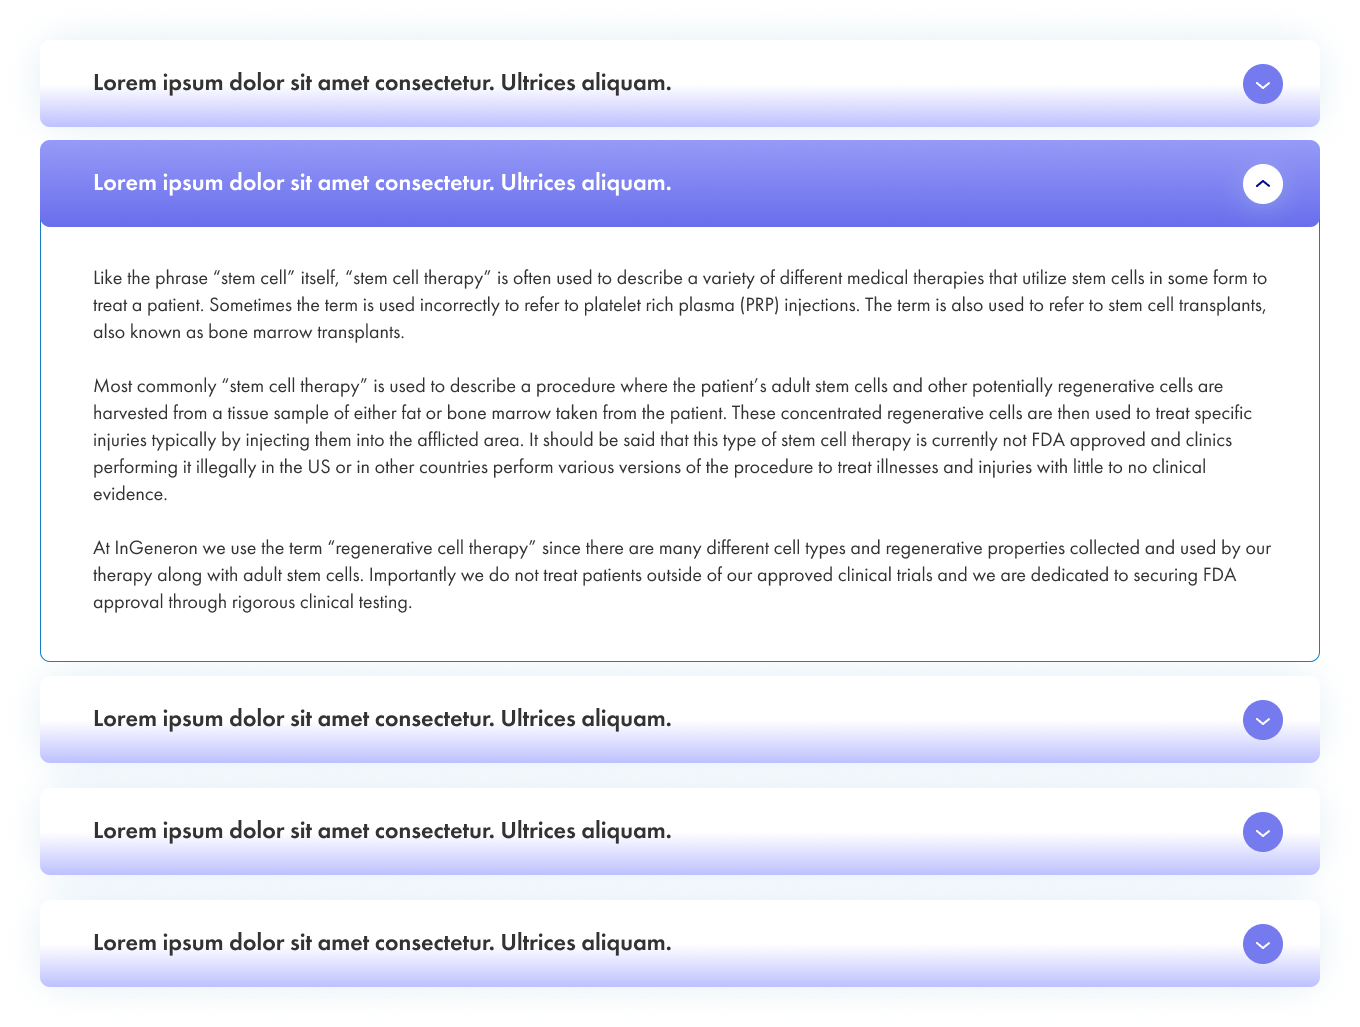 Lorem ipsum dolor sit amet consectetur. Ultrices aliquam.
Lorem ipsum dolor sit amet consectetur. Ultrices aliquam.
Like the phrase “stem cell” itself, “stem cell therapy” is often used to describe a variety of different medical therapies that utilize stem cells in some form to
treat a patient. Sometimes the term is used incorrectly to refer to platelet rich plasma (PRP) injections. The term is also used to refer to stem cell transplants,
also known as bone marrow transplants.
Most commonly “stem cell therapy” is used to describe a procedure where the patient’s adult stem cells and other potentially regenerative cells are
harvested from a tissue sample of either fat or bone marrow taken from the patient. These concentrated regenerative cells are then used to treat specific
injuries typically by injecting them into the afflicted area. It should be said that this type of stem cell therapy is currently not FDA approved and clinics
performing it illegally in the US or in other countries perform various versions of the procedure to treat illnesses and injuries with little to no clinical
evidence.
At InGeneron we use the term “regenerative cell therapy” since there are many different cell types and regenerative properties collected and used by our
therapy along with adult stem cells. Importantly we do not treat patients outside of our approved clinical trials and we are dedicated to securing FDA
approval through rigorous clinical testing.
Lorem ipsum dolor sit amet consectetur. Ultrices aliquam.
Lorem ipsum dolor sit amet consectetur. Ultrices aliquam.
Lorem ipsum dolor sit amet consectetur. Ultrices aliquam.